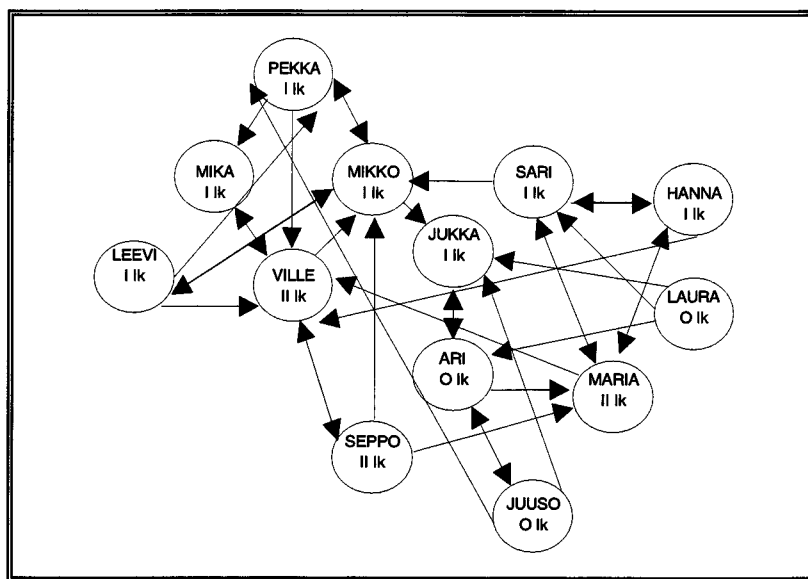 PEKKA
I lk
MIKA
I lk
MIKKO
I lk
SARI
I lk
HANNA
I lk
JUKKA
I lk
LEEVI
I lk
VILLE
II lk
LAURA
O lk
ARI
O lk
MARIA
II lk
SEPPO
II lk
JUUSO
O lk